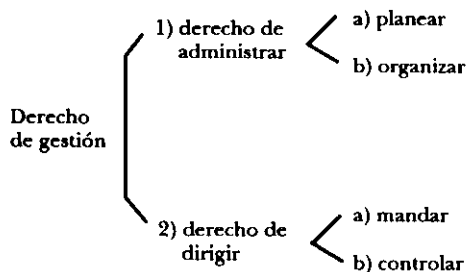 Derecho
de gestión
1) derecho de
administrar
a) planear
b) organizar
2) derecho de
dirigir
a) mandar
b) controlar